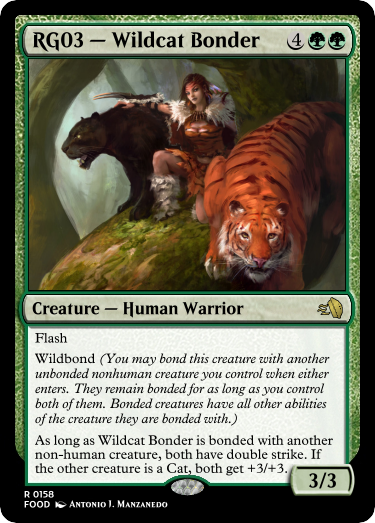 RG03 — Wildcat Bonder 4
Creature — Human Warrior
Flash
Wildbond (You may bond this creature with another
unbonded nonhuman creature you control when either
enters. They remain bonded for as long as you control
both of them. Bonded creatures have all other abilities
of the creature they are bonded with.)
As long as Wildcat Bonder is bonded with another
non-human creature, both have double strike. If
the other creature is a Cat, both get +3/+3.
3/3
R 0158
FOOD Antonio J. Manzanedo